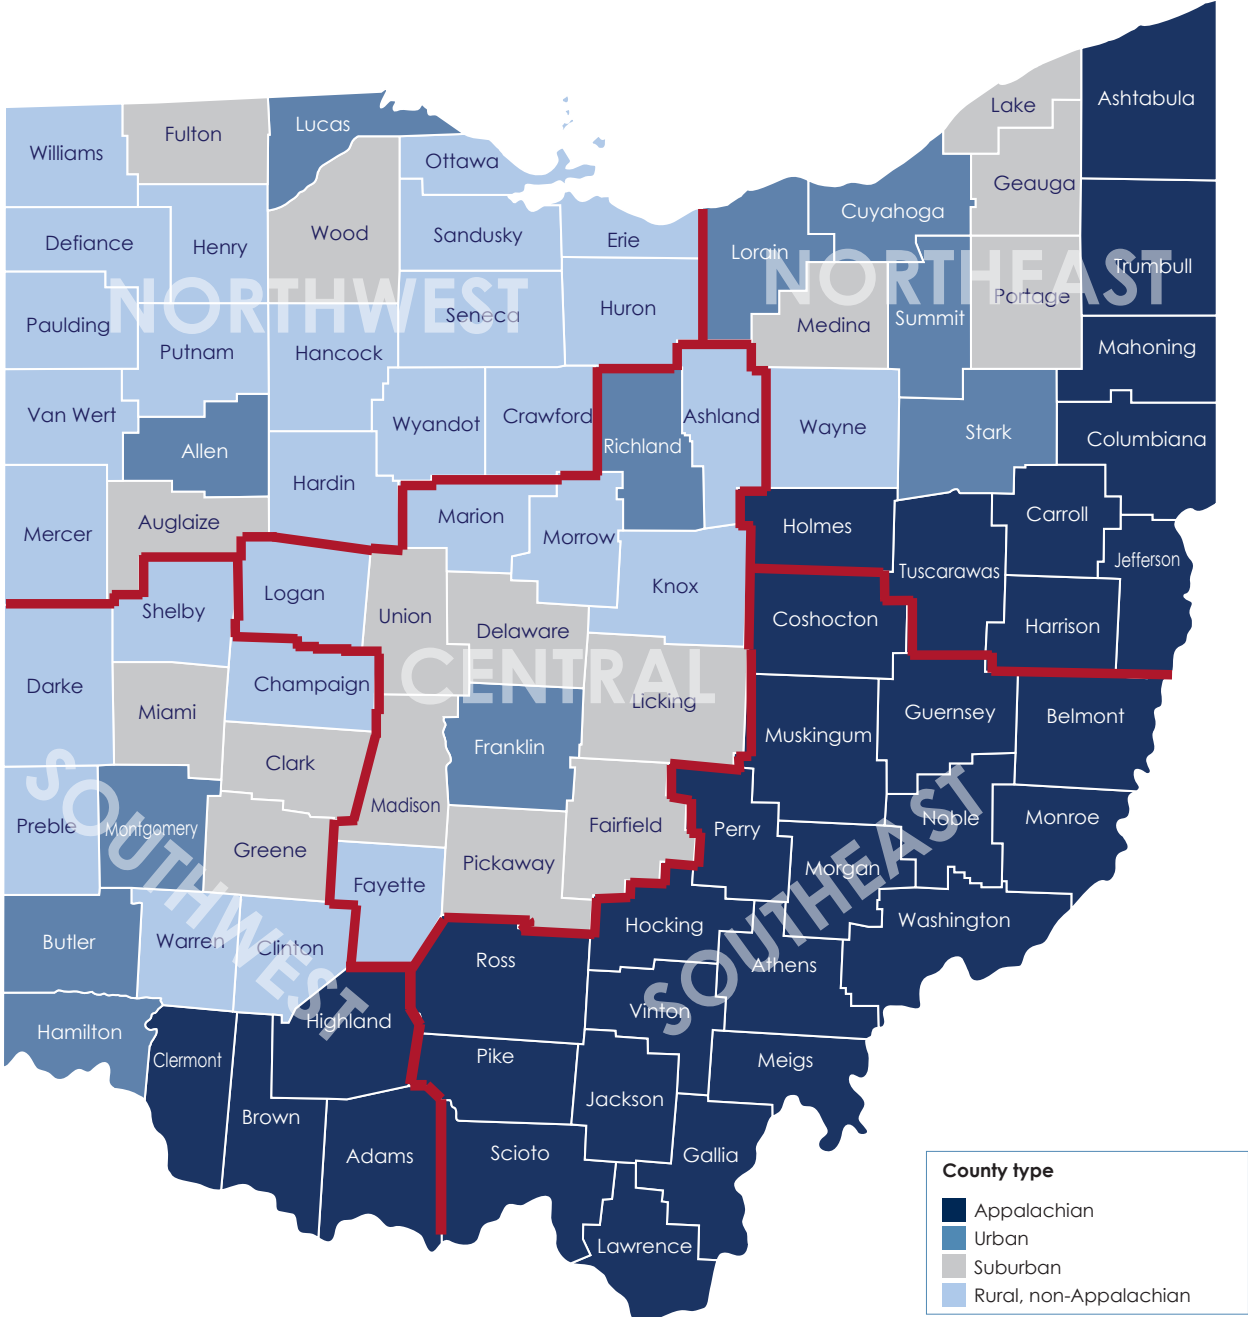 Ashtabula
Lake
Lucas
Fulton
Williams
Ottawa
Geauga
Cuyahoga
Wood
Sandusky
Erie
Defiance
Henry
Lorain
Trumbull
NORTHWEST
NORTHEAST
Portage
Seneca
Huron
Medina
Summit
Paulding
Putnam
Hancock
Mahoning
Van Wert
Wyandot
Crawford
Ashland
Wayne
Stark
Columbiana
Richland
Allen
Hardin
Marion
Holmes
Carroll
Auglaize
Mercer
Morrow
Jefferson
Tuscarawas
Logan
Knox
Shelby
Union
Delaware
Coshocton
Harrison
CENTRAL
Darke
Champaign
Licking
Miami
Guernsey
Belmont
Franklin
Muskingum
Clark
Madison
SOUTHWEST
SOUTHEAST
Preble
Montgomery
Fairfield
Perry
Noble
Monroe
Greene
Pickaway
Morgan
Fayette
Hocking
Washington
Butler
Warren
Clinton
Ross
Athens
Vinton
Highland
Hamilton
Clermont
Pike
Meigs
Jackson
Brown
Adams
Scioto
Gallia
Lawrence
County type
Appalachian
Urban
Suburban
Rural, non-Appalachian